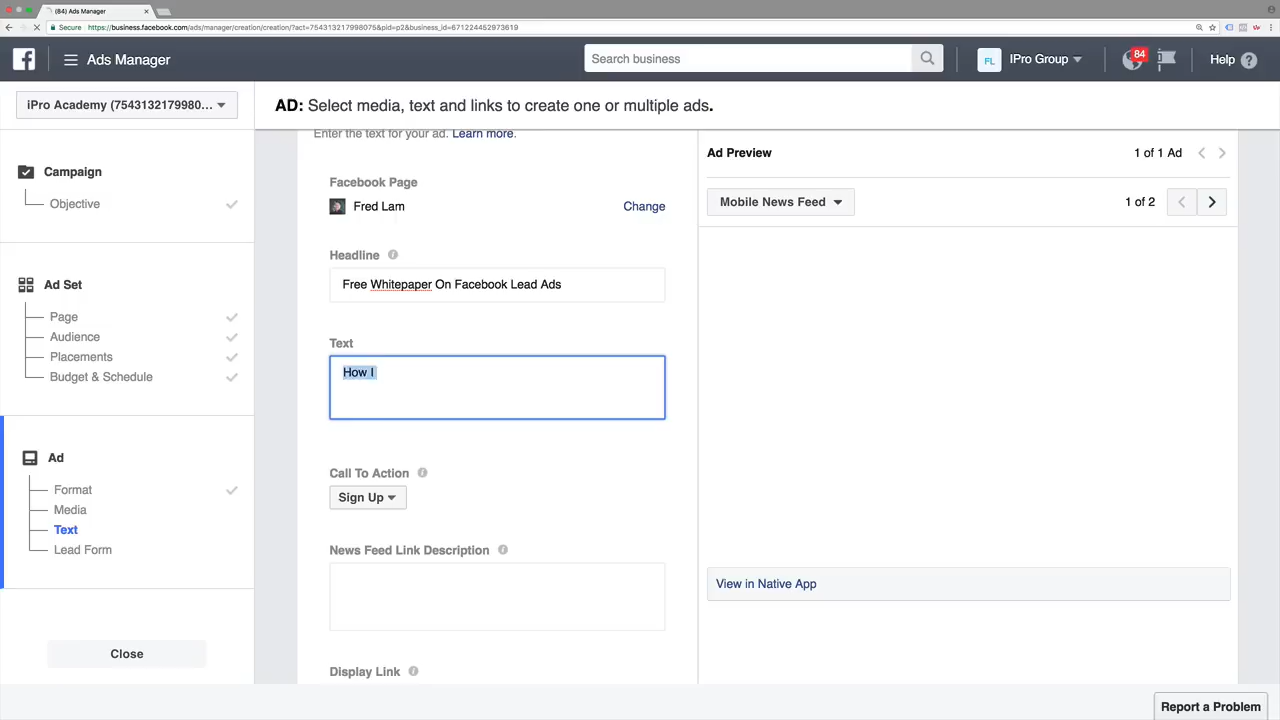 (84) Ads Manager
Secure https://business.facebook.com/ads/manager/creation/creation/?act=754313217998075&pid=p2&business_id=671224452973619
Ads Manager
Search business
FL IPro Group
84
Help
iPro Academy (7543132179980...
AD: Select media, text and links to create one or multiple ads.
Campaign
Objective
Ad Set
Page
Audience
Placements
Budget & Schedule
Ad
Format
Media
Text
Lead Form
Close
Enter the text for your ad. Learn more.
Facebook Page
Fred Lam
Change
Headline
Free Whitepaper On Facebook Lead Ads
Text
How I
Call To Action
Sign Up
News Feed Link Description
Display Link
Ad Preview
1 of 1 Ad
Mobile News Feed
1 of 2
View in Native App
Report a Problem